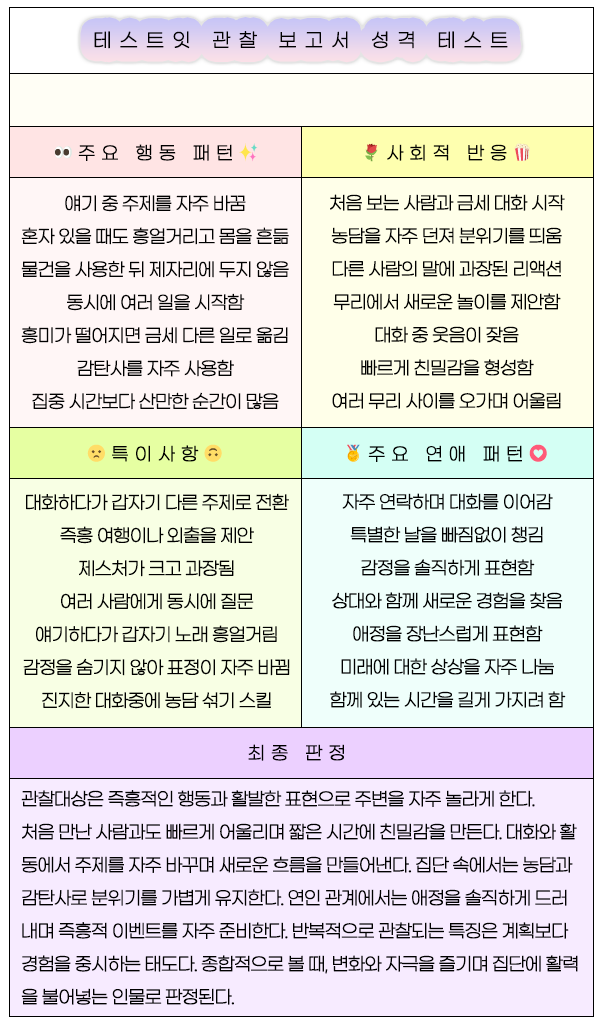 테스트잇 관찰 보고서 성격 테스트
👀주요 행동 패턴✨
얘기 중 주제를 자주 바꿈
혼자 있을 때도 흥얼거리고 몸을 흔듦
물건을 사용한 뒤 제자리에 두지 않음
동시에 여러 일을 시작함
흥미가 떨어지면 금세 다른 일로 옮김
감탄사를 자주 사용함
집중 시간보다 산만한 순간이 많음
🌹사회적 반응🍿
처음 보는 사람과 금세 대화 시작
농담을 자주 던져 분위기를 띄움
다른 사람의 말에 과장된 리액션
무리에서 새로운 놀이를 제안함
대화 중 웃음이 잦음
빠르게 친밀감을 형성함
여러 무리 사이를 오가며 어울림
🙁특이사항🙃
대화하다가 갑자기 다른 주제로 전환
즉흥 여행이나 외출을 제안
제스처가 크고 과장됨
여러 사람에게 동시에 질문
얘기하다가 갑자기 노래 흥얼거림
감정을 숨기지 않아 표정이 자주 바뀜
진지한 대화중에 농담 섞기 스킬
🏅주요 연애 패턴💟
자주 연락하며 대화를 이어감
특별한 날을 빠짐없이 챙김
감정을 솔직하게 표현함
상대와 함께 새로운 경험을 찾음
애정을 장난스럽게 표현함
미래에 대한 상상을 자주 나눔
함께 있는 시간을 길게 가지려 함
최종 판정
관찰대상은 즉흥적인 행동과 활발한 표현으로 주변을 자주 놀라게 한다.
처음 만난 사람과도 빠르게 어울리며 짧은 시간에 친밀감을 만든다. 대화와 활
동에서 주제를 자주 바꾸며 새로운 흐름을 만들어낸다. 집단 속에서는 농담과
감탄사로 분위기를 가볍게 유지한다. 연인 관계에서는 애정을 솔직하게 드러
내며 즉흥적 이벤트를 자주 준비한다. 반복적으로 관찰되는 특징은 계획보다
경험을 중시하는 태도다. 종합적으로 볼 때, 변화와 자극을 즐기며 집단에 활력
을 불어넣는 인물로 판정된다.